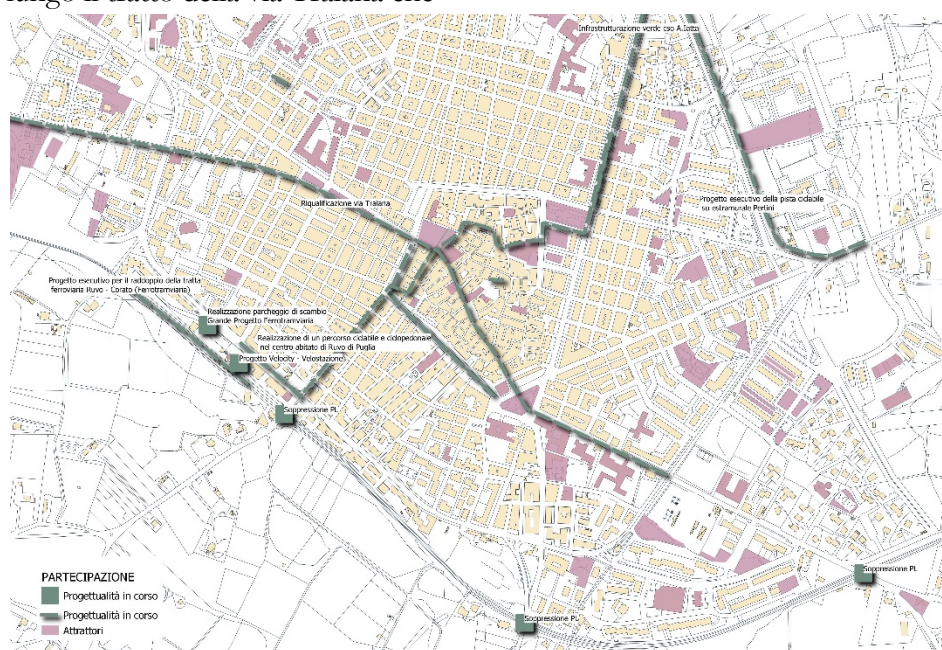 lungo il tratto della via Traiana che
Infrastrutturazione verde cso A.Jatta
Progetto esecutivo della pista ciclabile
su estramurale Pertini
Riqualificazione via Traiana
Progetto esecutivo per il raddoppio della tratta
ferroviaria Ruvo - Corato (Ferrotramviaria)
Realizzazione parcheggio di scambio
Grande Progetto Ferrotramviaria
Realizzazione di un percorso ciclabile e ciclopedonale
nel centro abitato di Ruvo di Puglia
Progetto Velocity - Velostazione
Soppressione PL
Soppressione PL
Soppressione PL
PARTECIPAZIONE
Progettualità in corso
Progettualità in corso
Attrattori